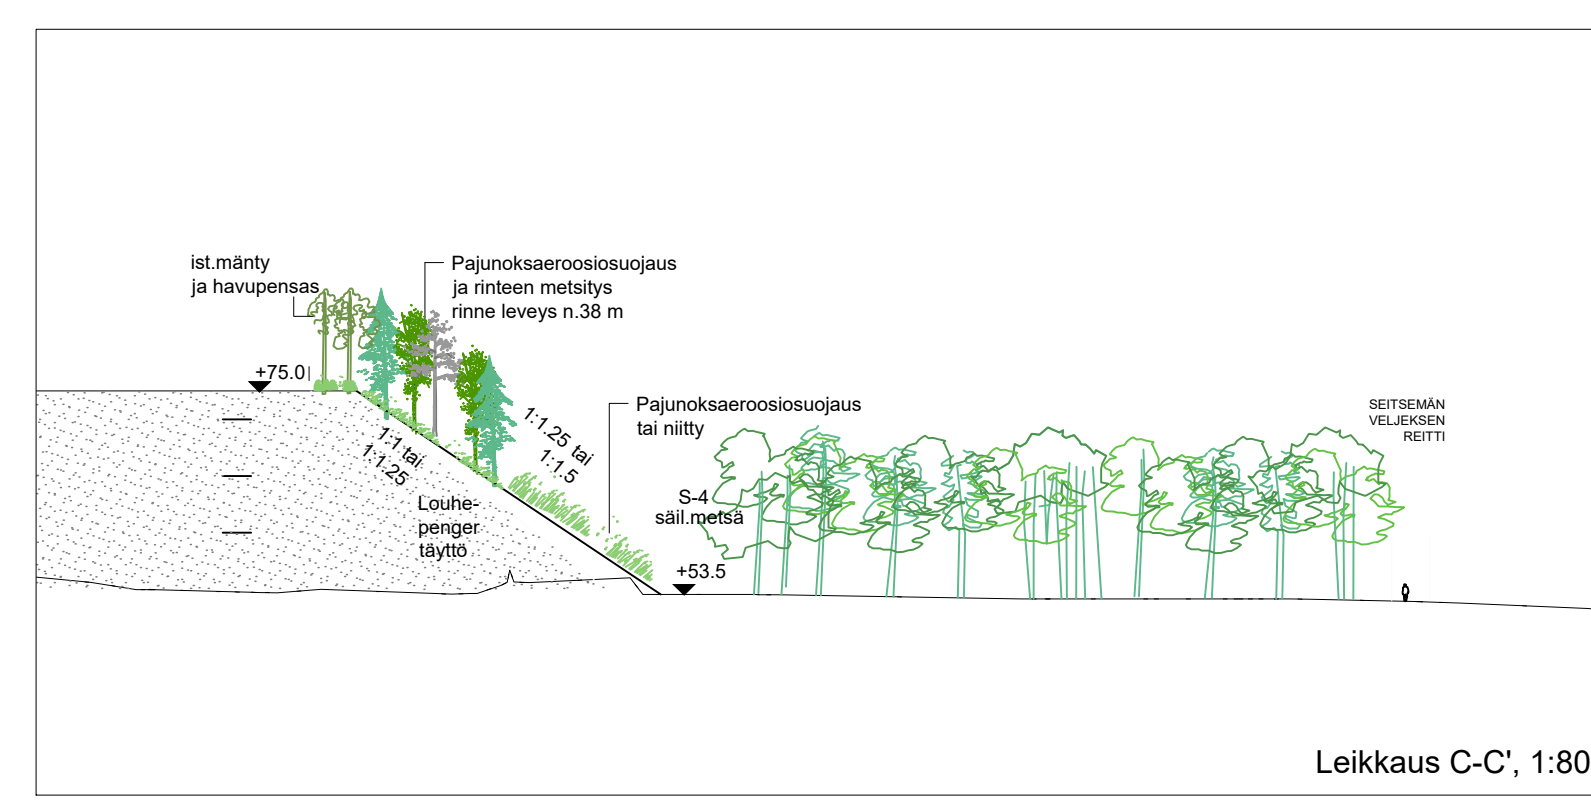 ist.mänty
ja havupensas
Pajunoksaeroosiosuojaus
ja rinteen metsitys
rinne leveys n.38 m
+75.0
1:1 tai
1:1.25
1:1.25 tai
1:1.5
Pajunoksaeroosiosuojaus
tai niitty
Louhe-
penger
täyttö
S-4
säil.metsä
+53.5
SEITSEMÄN
VELJEKSEN
REITTI
Leikkaus C-C', 1:80